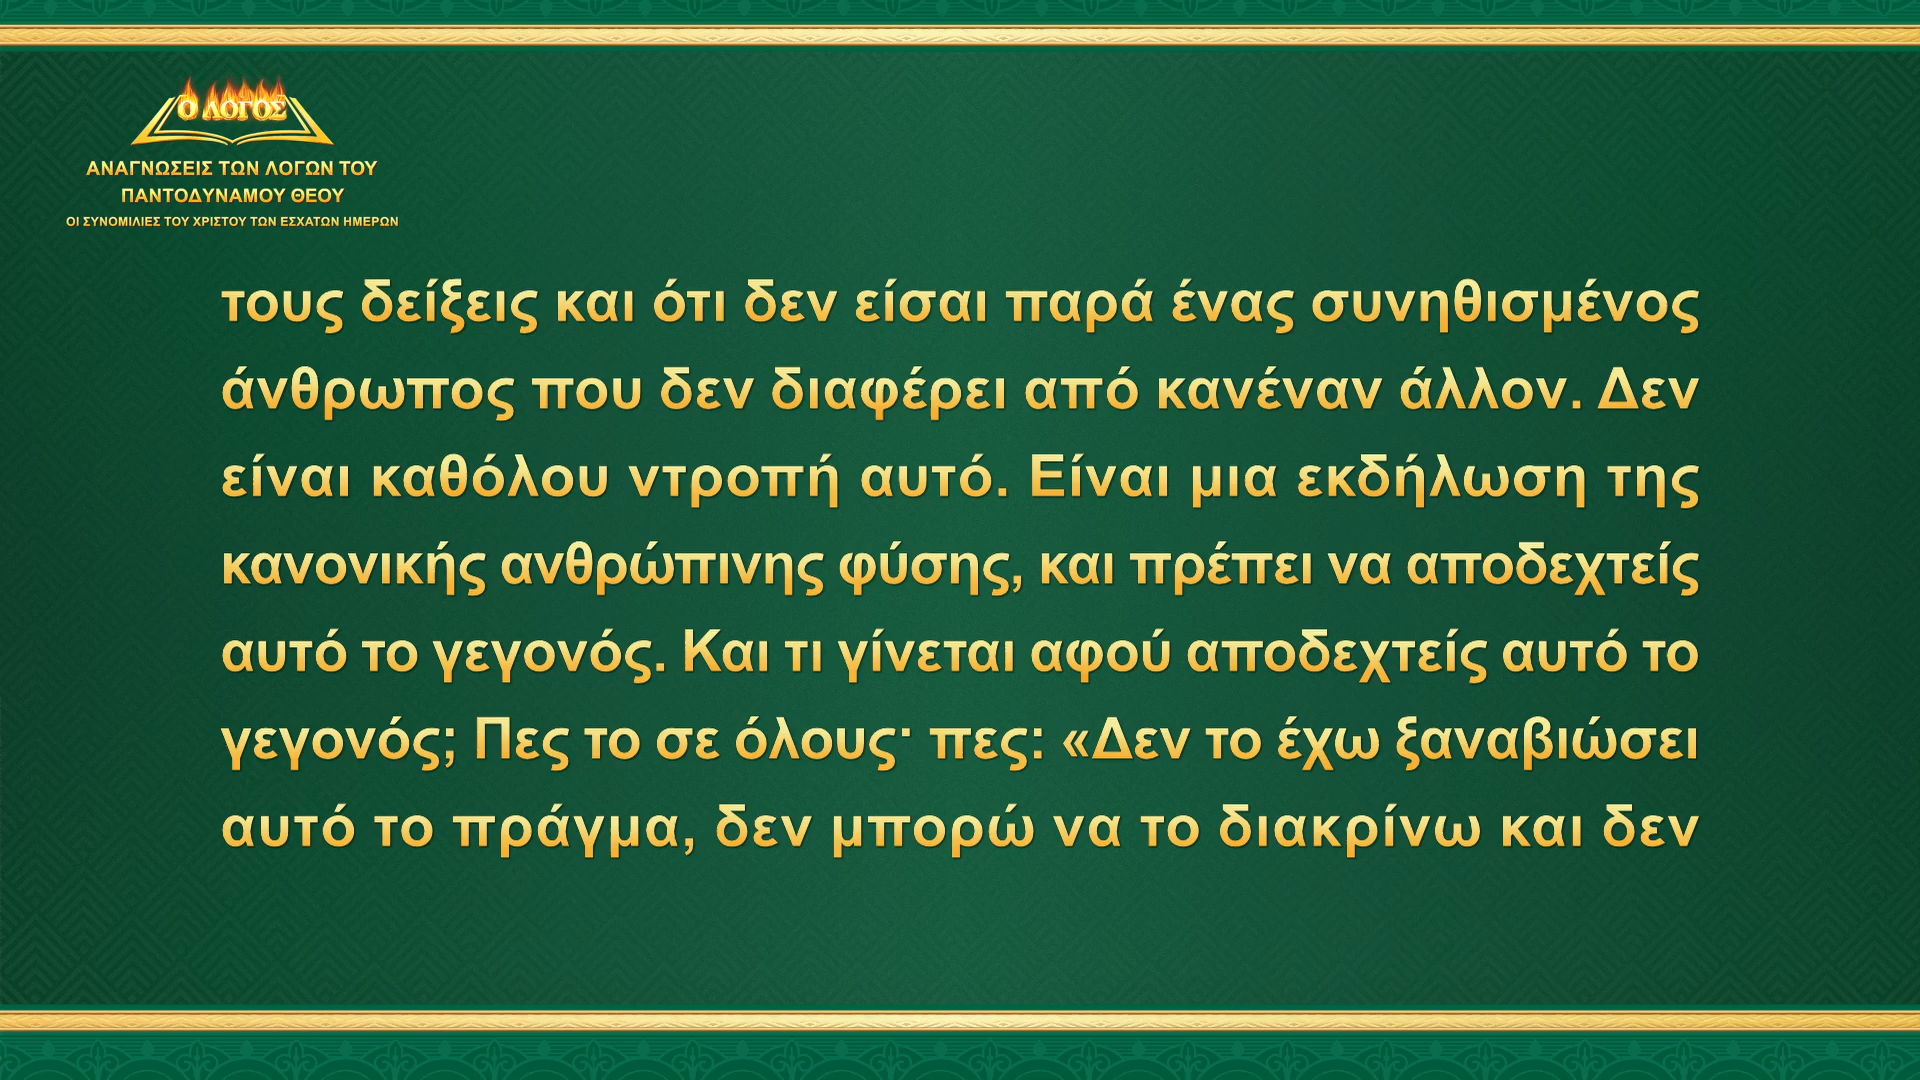 Ο ΛΟΓΟΣ
ΑΝΑΓΝΩΣΕΙΣ ΤΩΝ ΛΟΓΩΝ ΤΟΥ
ΠΑΝΤΟΔΥΝΑΜΟΥ ΘΕΟΥ
ΟΙ ΣΥΝΟΜΙΛΙΕΣ ΤΟΥ ΧΡΙΣΤΟΥ ΤΩΝ ΕΣΧΑΤΩΝ ΗΜΕΡΩΝ
τους δείξεις και ότι δεν είσαι παρά ένας συνηθισμένος
άνθρωπος που δεν διαφέρει από κανέναν άλλον. Δεν
είναι καθόλου ντροπή αυτό. Είναι μια εκδήλωση της
κανονικής ανθρώπινης φύσης, και πρέπει να αποδεχτείς
αυτό το γεγονός. Και τι γίνεται αφού αποδεχτείς αυτό το
γεγονός; Πες το σε όλους· πες: «Δεν το έχω ξαναβιώσει
αυτό το πράγμα, δεν μπορώ να το διακρίνω και δεν